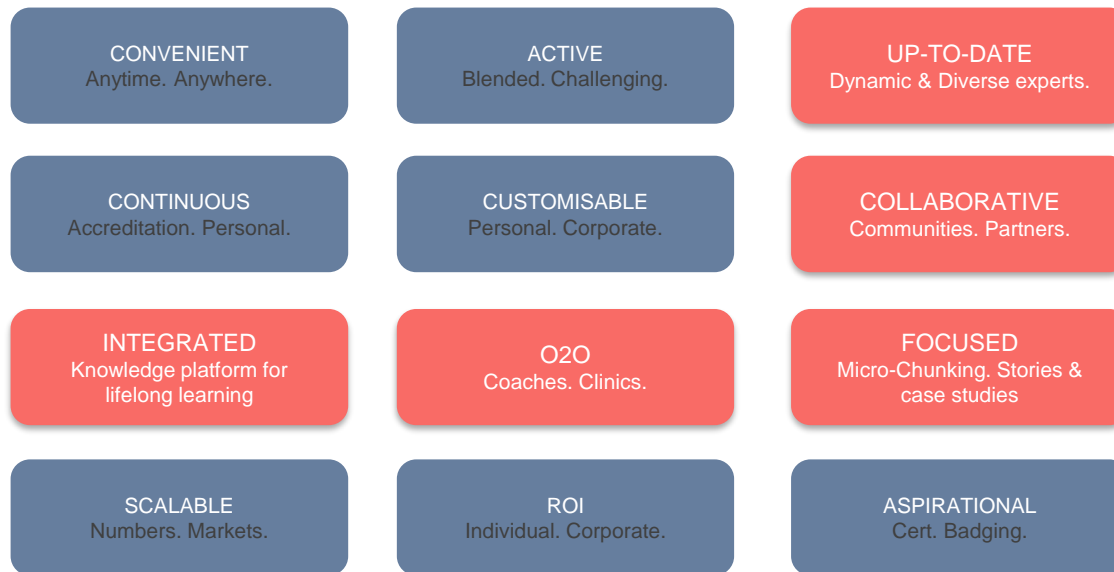 CONVENIENT
Anytime. Anywhere.
ACTIVE
Blended. Challenging.
UP-TO-DATE
Dynamic & Diverse experts.
CONTINUOUS
Accreditation. Personal.
CUSTOMISABLE
Personal. Corporate.
COLLABORATIVE
Communities. Partners.
INTEGRATED
Knowledge platform for
lifelong learning
O2O
Coaches. Clinics.
FOCUSED
Micro-Chunking. Stories &
case studies
SCALABLE
Numbers. Markets.
ROI
Individual. Corporate.
ASPIRATIONAL
Cert. Badging.